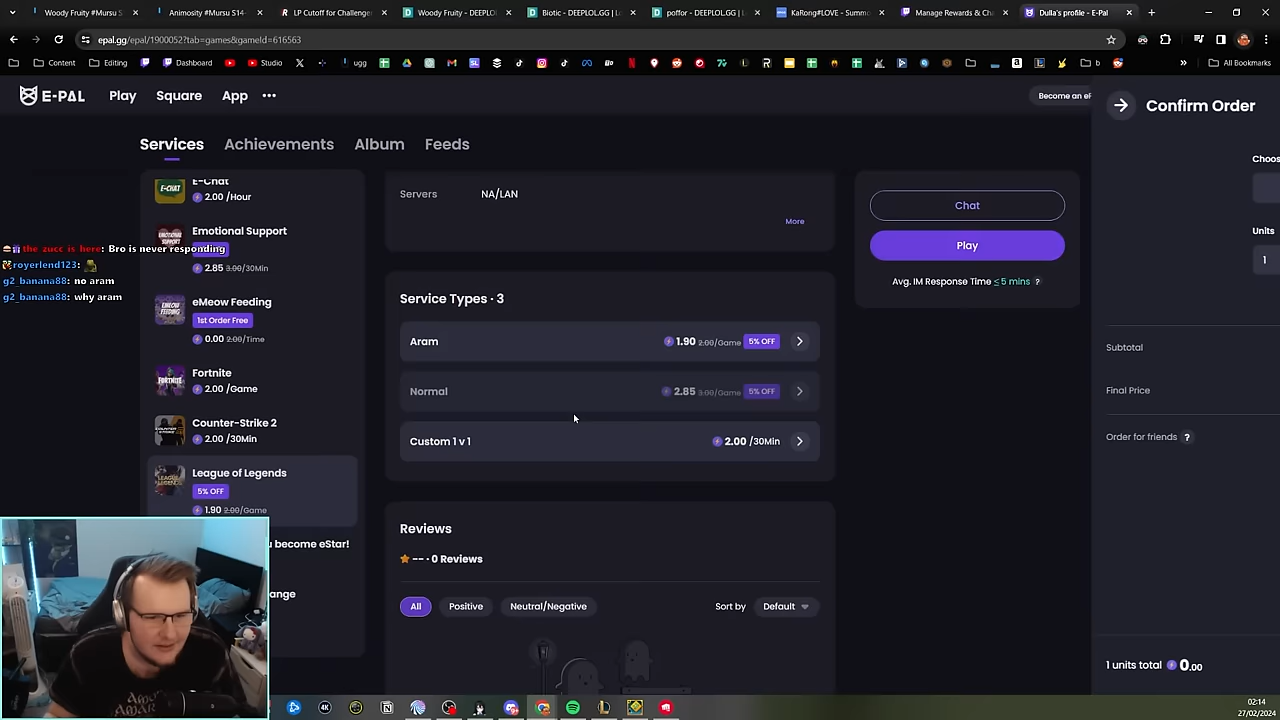 Woody Fruity #Mursu S
Animosity #Mursu S14
LP Cutoff for Challenge
Woody Fruity - DEEPLO
Biotic - DEEPLOL.GG | Le
poffor - DEEPLOL.GG | L
KaRong#LOVE - Summo
Manage Rewards & Cha
Dulla's profile - E-Pal
epal.gg/epal/1900052?tab=games&gameId=616563
Content
Editing
Dashboard
Studio
ugg
b
All Bookmarks
E-PAL
Play
Square
App
Become an eP
Confirm Order
Services
Achievements
Album
Feeds
Choos
E-Chat
2.00 /Hour
Servers
NA/LAN
More
Chat
Play
Avg. IM Response Time ≤5 mins ?
Units
1
Emotional Support
2.85 3.00/30Min
the_zucc_is_here: Bro is never responding
royerlend123:
g2_banana88: no aram
g2_banana88: why aram
eMeow Feeding
1st Order Free
0.00 2.00/Time
Service Types · 3
Aram
1.90 2.00/Game 5% OFF
Normal
2.85 3.00/Game 5% OFF
Custom 1 v 1
2.00 /30Min
Subtotal
Final Price
Order for friends ?
Fortnite
2.00 /Game
Counter-Strike 2
2.00 /30Min
League of Legends
5% OFF
1.90 2.00/Game
u become eStar!
ange
Reviews
-- · 0 Reviews
All
Positive
Neutral/Negative
Sort by
Default
1 units total 0.00
4K
02:14
27/02/2024